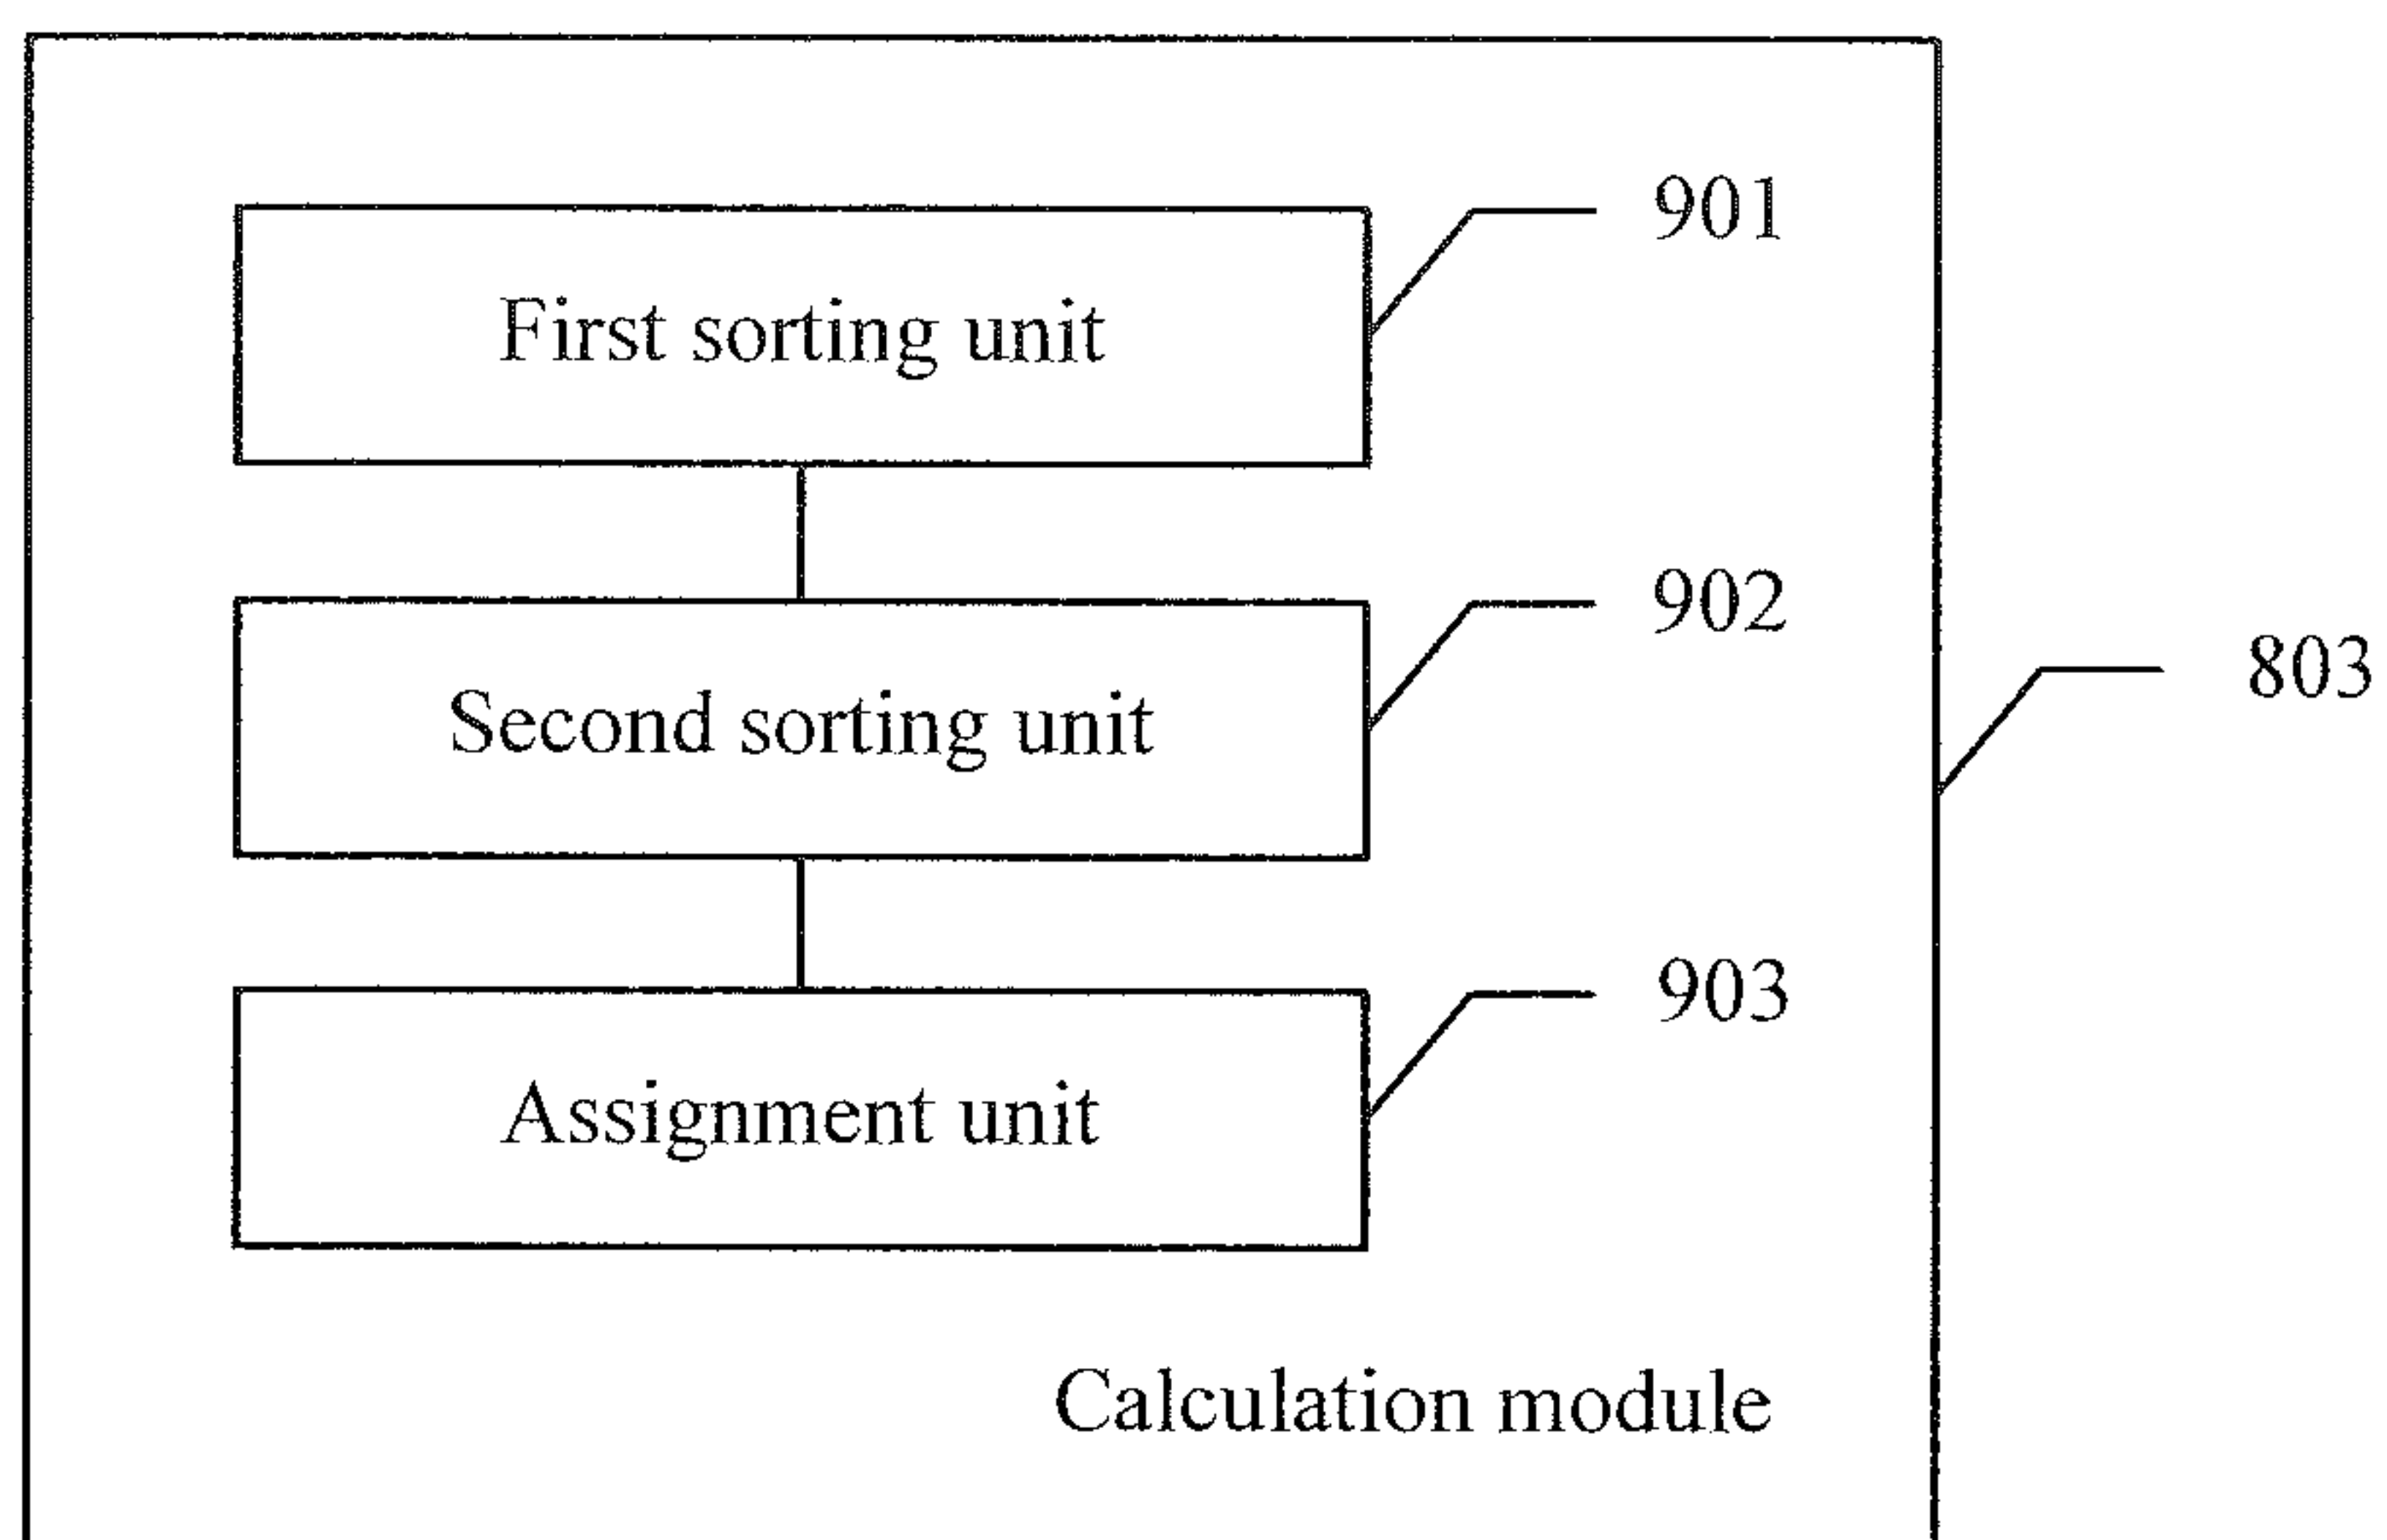 901
First sorting unit
902
803
Second sorting unit
903
Assignment unit
Calculation module